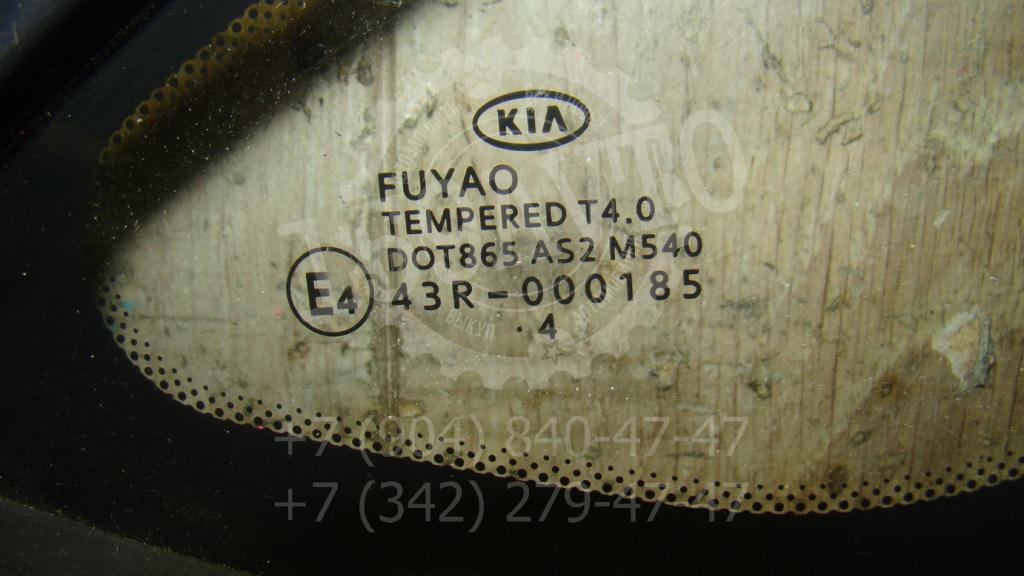 KIA
FUYAO
TEMPERED T4.0
DOT865 AS2 M540
E4 43R-000185
.4
ВЫКУП
+7 (904) 840-47-47
+7 (342) 279-47-47